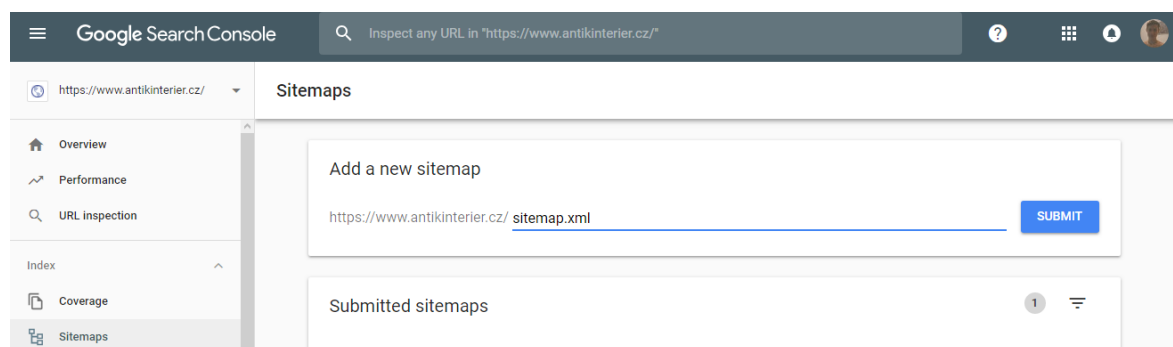 Google Search Console
Inspect any URL in "https://www.antikinterier.cz/"
https://www.antikinterier.cz/
Sitemaps
Overview
Performance
URL inspection
Index
Coverage
Sitemaps
Add a new sitemap
https://www.antikinterier.cz/ sitemap.xml
SUBMIT
Submitted sitemaps
1